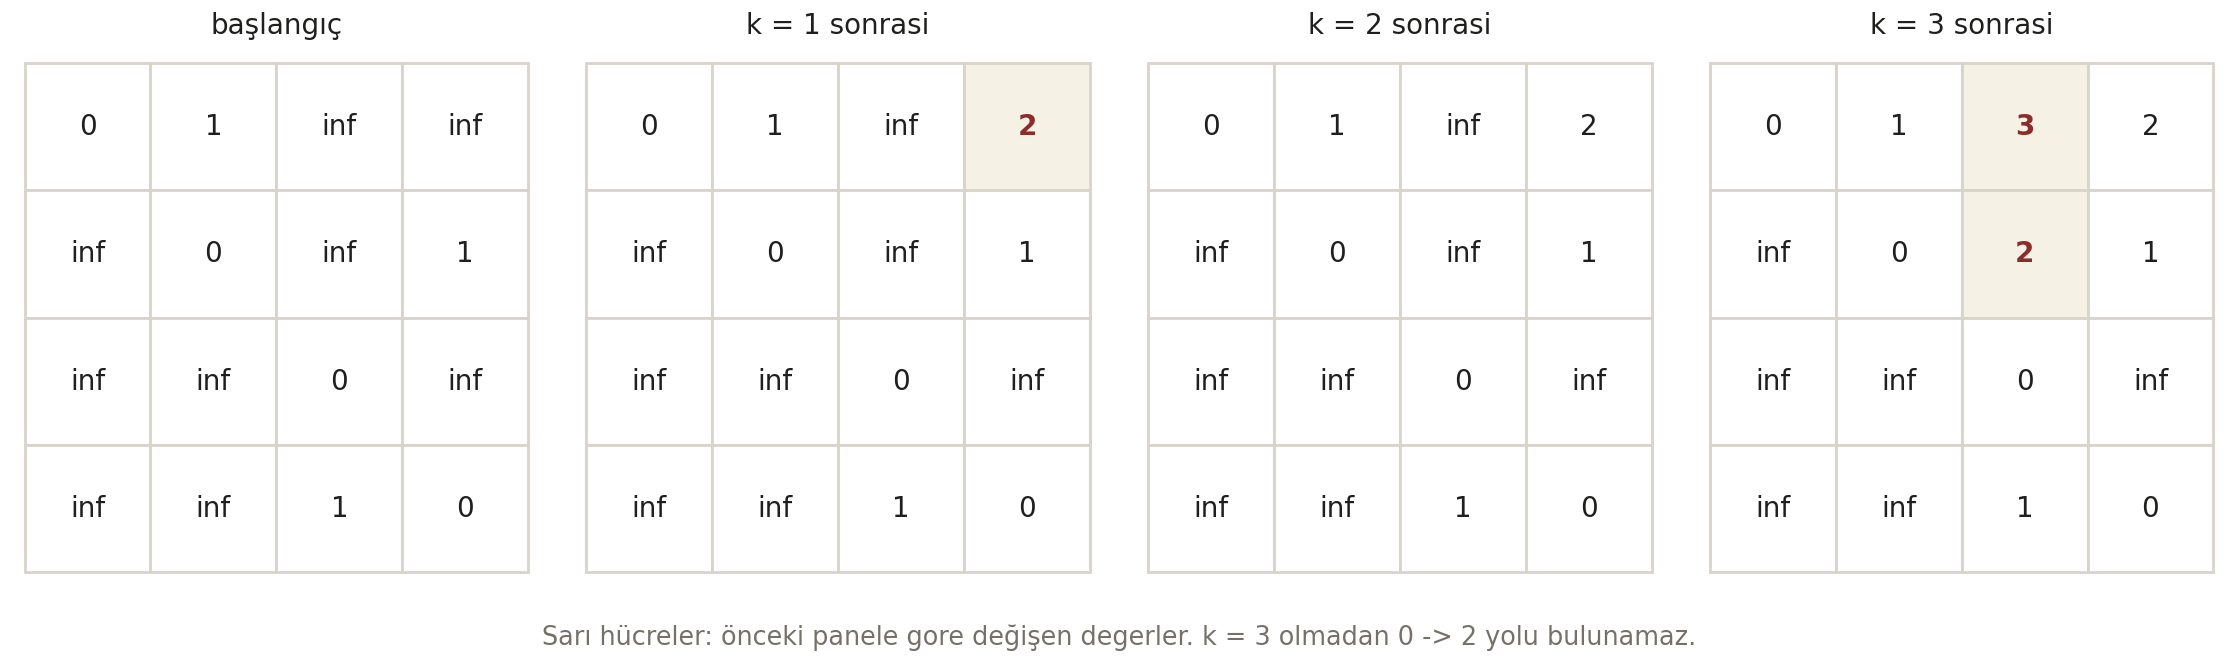 başlangıç k = 1 sonrasi k = 2 sonrasi k = 3 sonrasi
0 1 inf inf 0 1 inf 2 0 1 inf 2 0 1 3 2
inf 0 inf 1 inf 0 inf 1 inf 0 inf 1 inf 0 2 1
inf inf 0 inf inf inf 0 inf inf inf 0 inf inf inf 0 inf
inf inf 1 0 inf inf 1 0 inf inf 1 0 inf inf 1 0
Sarı hücreler: önceki panele gore değişen degerler. k = 3 olmadan 0 -> 2 yolu bulunamaz.